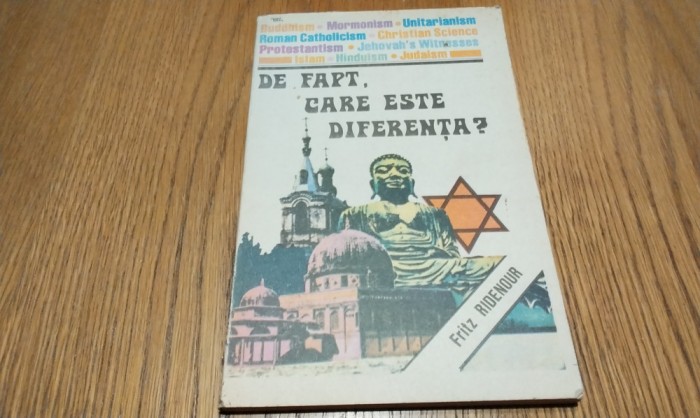 Buddhism • Mormonism • Unitarianism
Roman Catholicism • Christian Science
Protestantism • Jehovah's Witnesses
Islam • Hinduism • Judaism
DE FAPT,
CARE ESTE
DIFERENȚA?
Fritz RIDENOUR